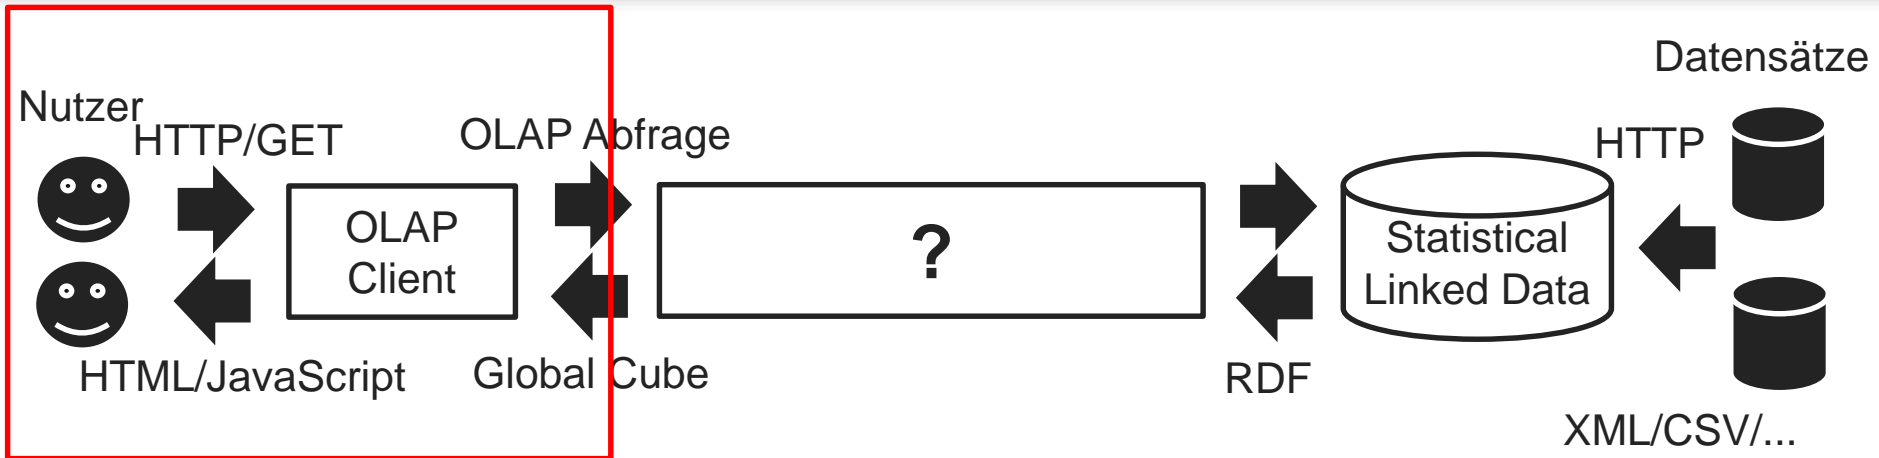 Datensätze
Nutzer
HTTP/GET
OLAP Abfrage
HTTP
OLAP
Client
?
Statistical
Linked Data
HTML/JavaScript
Global Cube
RDF
XML/CSV/...